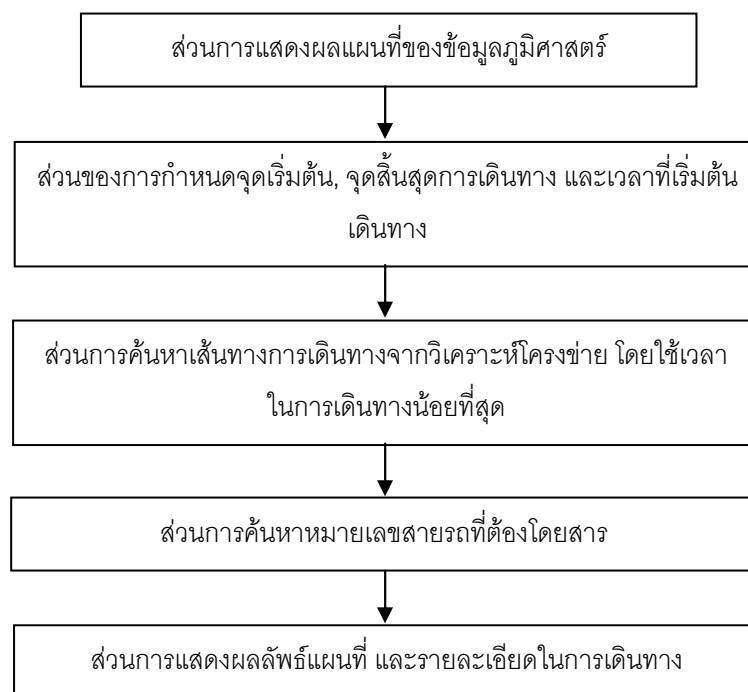 ส่วนการแสดงผลแผนที่ของข้อมูลภูมิศาสตร์
ส่วนของการกำหนดจุดเริ่มต้น, จุดสิ้นสุดการเดินทาง และเวลาที่เริ่มต้น
เดินทาง
ส่วนการค้นหาเส้นทางการเดินทางจากวิเคราะห์โครงข่าย โดยใช้เวลา
ในการเดินทางน้อยที่สุด
ส่วนการค้นหาหมายเลขสายรถที่ต้องโดยสาร
ส่วนการแสดงผลลัพธ์แผนที่ และรายละเอียดในการเดินทาง